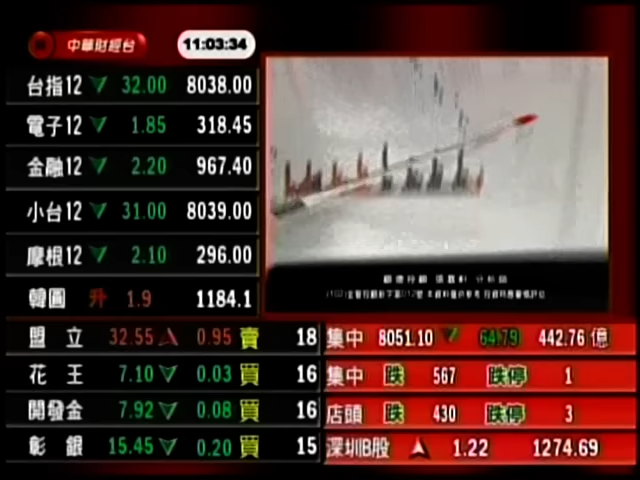 中華財經台 11:03:34
台指12 32.00 8038.00
電子12 1.85 318.45
金融12 2.20 967.40
小台12 31.00 8039.00
摩根12 2.10 296.00
韓圓 升 1.9 1184.1
盟立 32.55 0.95 賣 18
花王 7.10 0.03 買 16
開發金 7.92 0.08 買 16
彰銀 15.45 0.20 買 15
集中 8051.10 64.79 442.76 億
集中 跌 567 跌停 1
店頭 跌 430 跌停 3
深圳B股 1.22 1274.69